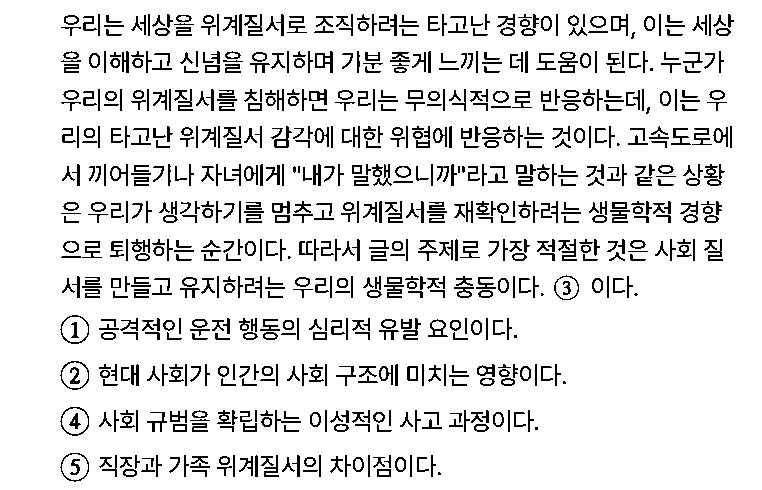 우리는 세상을 위계질서로 조직하려는 타고난 경향이 있으며, 이는 세상
을 이해하고 신념을 유지하며 기분 좋게 느끼는 데 도움이 된다. 누군가
우리의 위계질서를 침해하면 우리는 무의식적으로 반응하는데, 이는 우
리의 타고난 위계질서 감각에 대한 위협에 반응하는 것이다. 고속도로에
서 끼어들기나 자녀에게 "내가 말했으니까"라고 말하는 것과 같은 상황
은 우리가 생각하기를 멈추고 위계질서를 재확인하려는 생물학적 경향
으로 퇴행하는 순간이다. 따라서 글의 주제로 가장 적절한 것은 사회 질
서를 만들고 유지하려는 우리의 생물학적 충동이다. ③ 이다.
① 공격적인 운전 행동의 심리적 유발 요인이다.
② 현대 사회가 인간의 사회 구조에 미치는 영향이다.
④ 사회 규범을 확립하는 이성적인 사고 과정이다.
⑤ 직장과 가족 위계질서의 차이점이다.